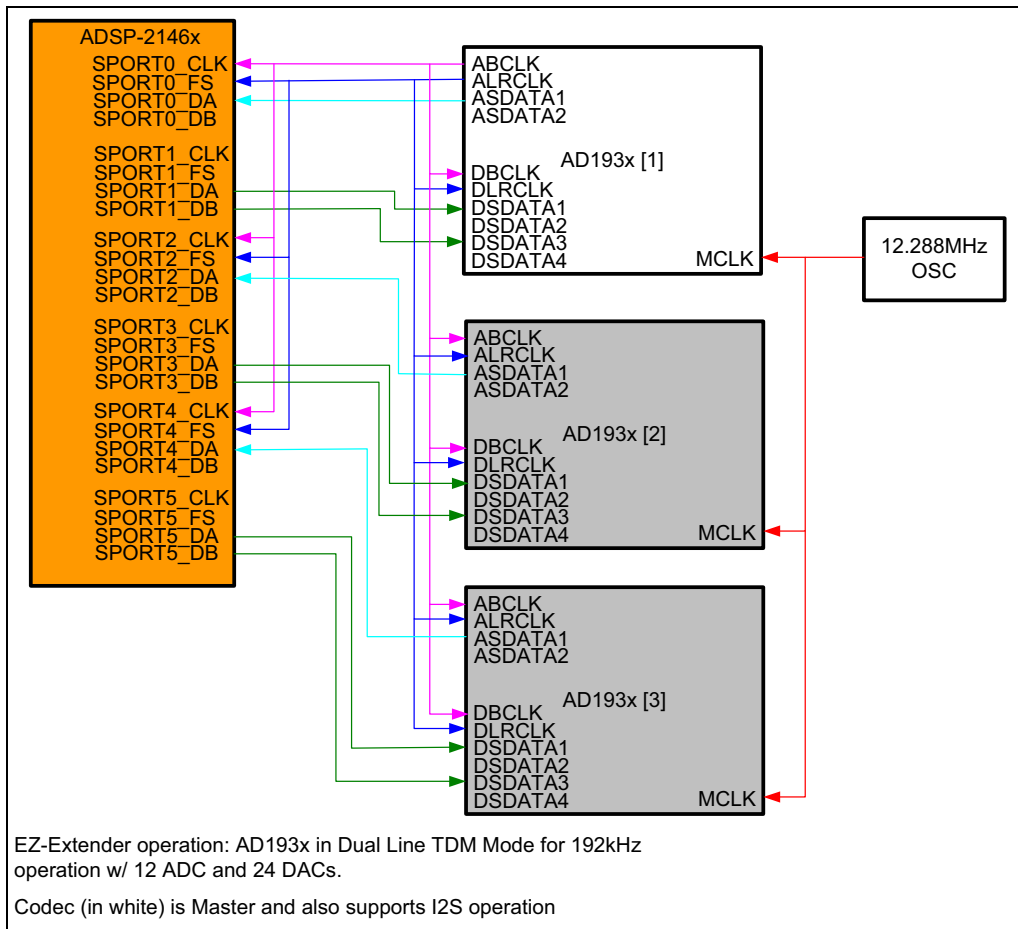 ADSP-2146x
SPORT0_CLK
SPORT0_FS
SPORT0_DA
SPORT0_DB
SPORT1_CLK
SPORT1_FS
SPORT1_DA
SPORT1_DB
SPORT2_CLK
SPORT2_FS
SPORT2_DA
SPORT2_DB
SPORT3_CLK
SPORT3_FS
SPORT3_DA
SPORT3_DB
SPORT4_CLK
SPORT4_FS
SPORT4_DA
SPORT4_DB
SPORT5_CLK
SPORT5_FS
SPORT5_DA
SPORT5_DB
ABCLK
ALRCLK
ASDATA1
ASDATA2
AD193x [1]
DBCLK
DLRCLK
DSDATA1
DSDATA2
DSDATA3
DSDATA4
MCLK
12.288MHz
OSC
ABCLK
ALRCLK
ASDATA1
ASDATA2
AD193x [2]
DBCLK
DLRCLK
DSDATA1
DSDATA2
DSDATA3
DSDATA4
MCLK
ABCLK
ALRCLK
ASDATA1
ASDATA2
AD193x [3]
DBCLK
DLRCLK
DSDATA1
DSDATA2
DSDATA3
DSDATA4
MCLK
EZ-Extender operation: AD193x in Dual Line TDM Mode for 192kHz
operation w/ 12 ADC and 24 DACs.
Codec (in white) is Master and also supports I2S operation